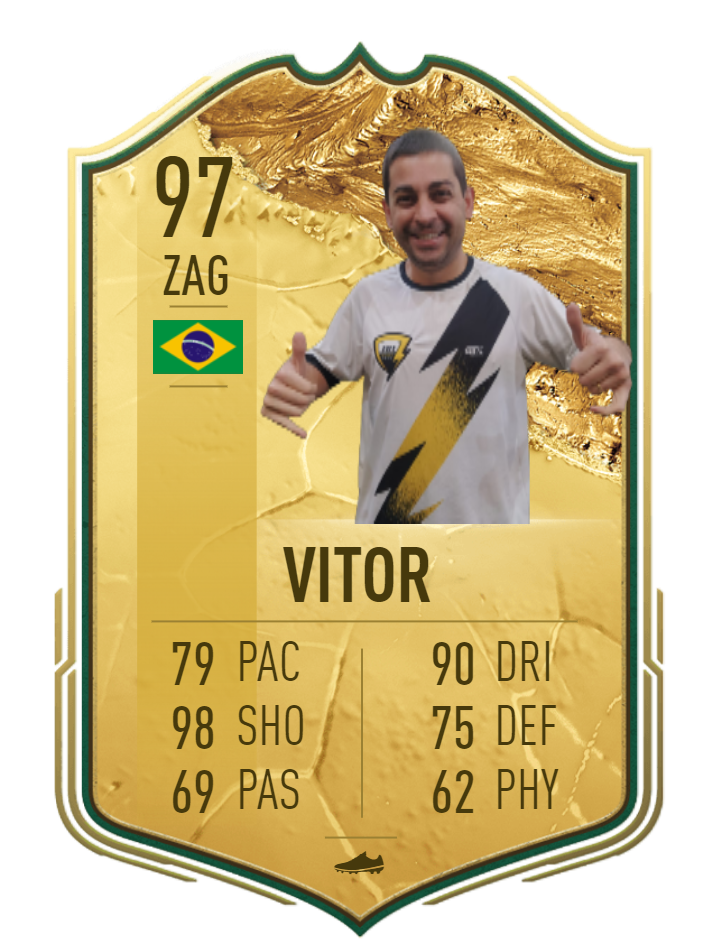 97
ZAG
VITOR
79 PAC
90 DRI
98 SHO
75 DEF
69 PAS
62 PHY